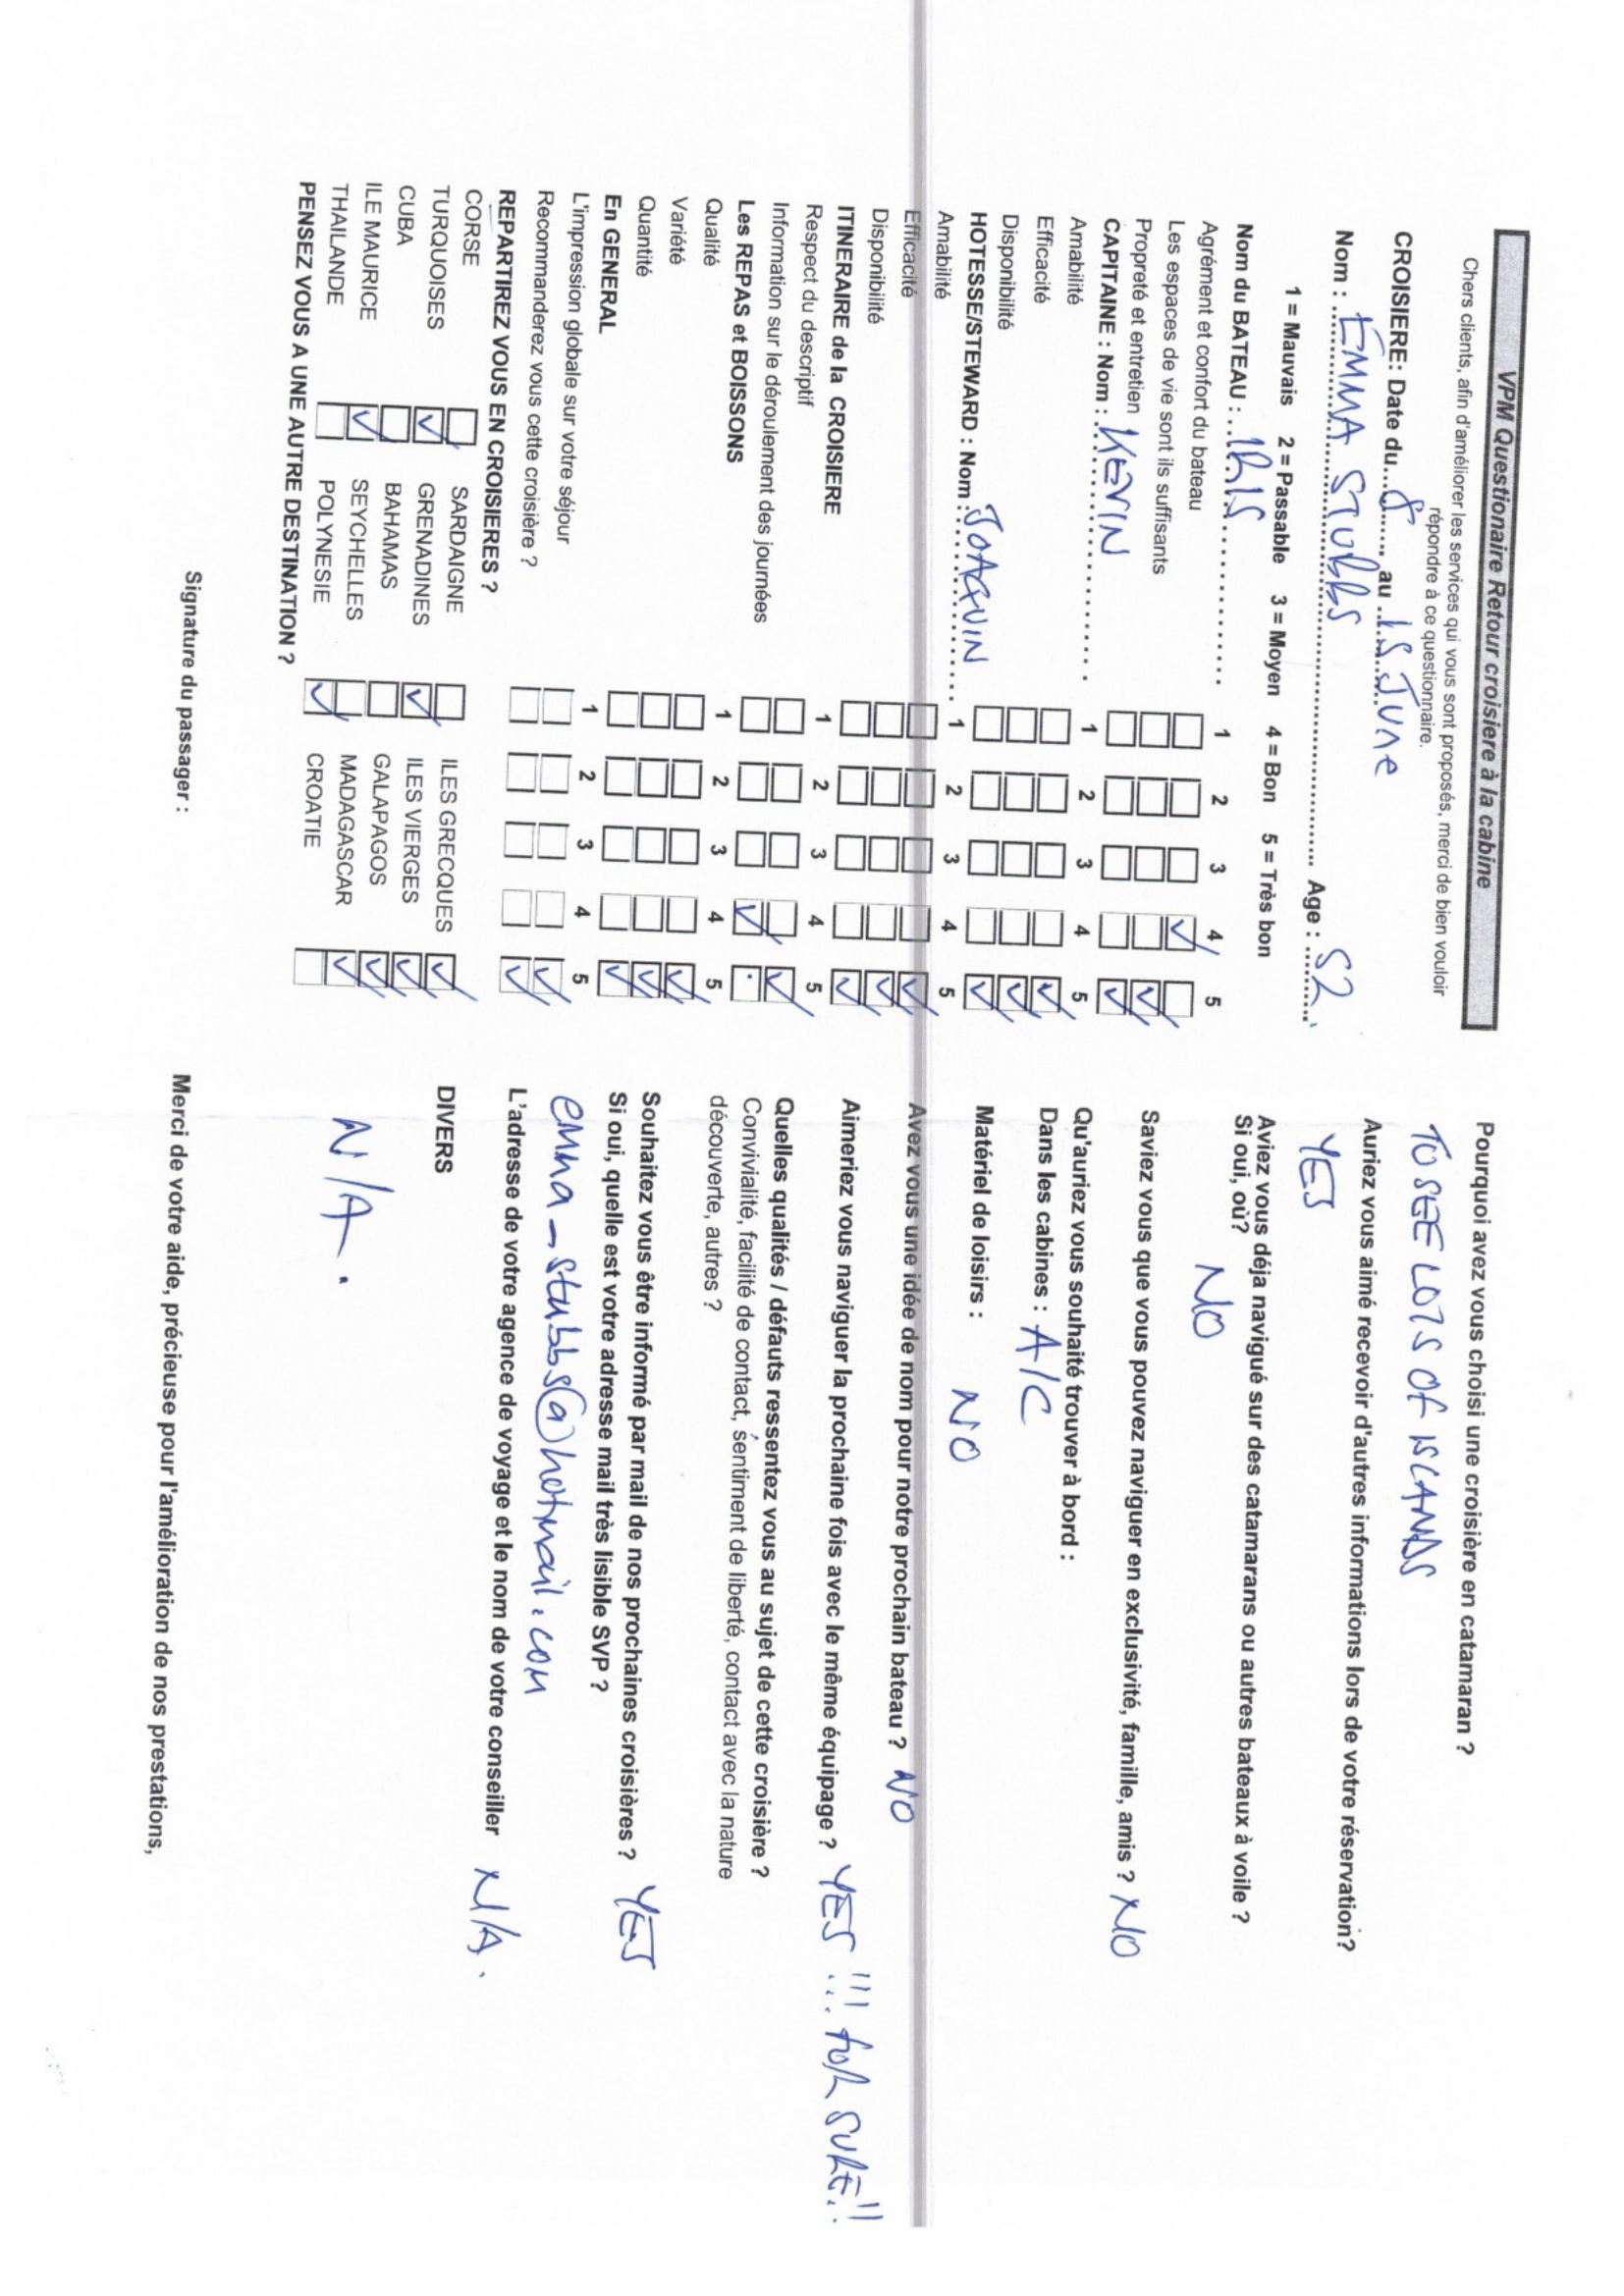 VPM Questionaire Retour croisiere à la cabine
Chers clients, afin d'améliorer les services qui vous sont proposés, merci de bien vouloir
répondre à ce questionnaire.
CROISIERE: Date du....8........ au ..15 June
Nom : EMMA STUBBS Age : 52
1 = Mauvais 2 = Passable 3 = Moyen 4 = Bon 5 = Très bon
Nom du BATEAU : IRIS 1 2 3 4 5
Agrément et confort du bateau
Les espaces de vie sont ils suffisants
Propreté et entretien
CAPITAINE : Nom : KEVIN 1 2 3 4 5
Amabilité
Efficacité
Disponibilité
HOTESSE/STEWARD : Nom : JOAQUIN 1 2 3 4 5
Amabilité
Efficacité
Disponibilité
ITINERAIRE de la CROISIERE 1 2 3 4 5
Respect du descriptif
Information sur le déroulement des journées
Les REPAS et BOISSONS 1 2 3 4 5
Qualité
Variété
Quantité
En GENERAL 1 2 3 4 5
L'impression globale sur votre séjour
Recommanderez vous cette croisière ?
REPARTIREZ VOUS EN CROISIERES ?
CORSE SARDAIGNE ILES GRECQUES
TURQUOISES GRENADINES ILES VIERGES
CUBA BAHAMAS GALAPAGOS
ILE MAURICE SEYCHELLES MADAGASCAR
THAILANDE POLYNESIE CROATIE
PENSEZ VOUS A UNE AUTRE DESTINATION ?
Signature du passager :
Pourquoi avez vous choisi une croisière en catamaran ?
TO SEE LOTS OF ISLANDS
Auriez vous aimé recevoir d'autres informations lors de votre réservation?
YES
Aviez vous déja navigué sur des catamarans ou autres bateaux à voile ?
Si oui, où?
NO
Saviez vous que vous pouvez naviguer en exclusivité, famille, amis ? NO
Qu'auriez vous souhaité trouver à bord :
Dans les cabines : A/C
Matériel de loisirs : NO
Avez vous une idée de nom pour notre prochain bateau ? NO
Aimeriez vous naviguer la prochaine fois avec le même équipage ? YES !!! FOR SURE!!
Quelles qualités / défauts ressentez vous au sujet de cette croisière ?
Convivialité, facilité de contact, sentiment de liberté, contact avec la nature
découverte, autres ?
Souhaitez vous être informé par mail de nos prochaines croisières ? YES
Si oui, quelle est votre adresse mail très lisible SVP ?
emma_stubbs@hotmail.com
L'adresse de votre agence de voyage et le nom de votre conseiller N/A.
DIVERS
N/A.
Merci de votre aide, précieuse pour l'amélioration de nos prestations,